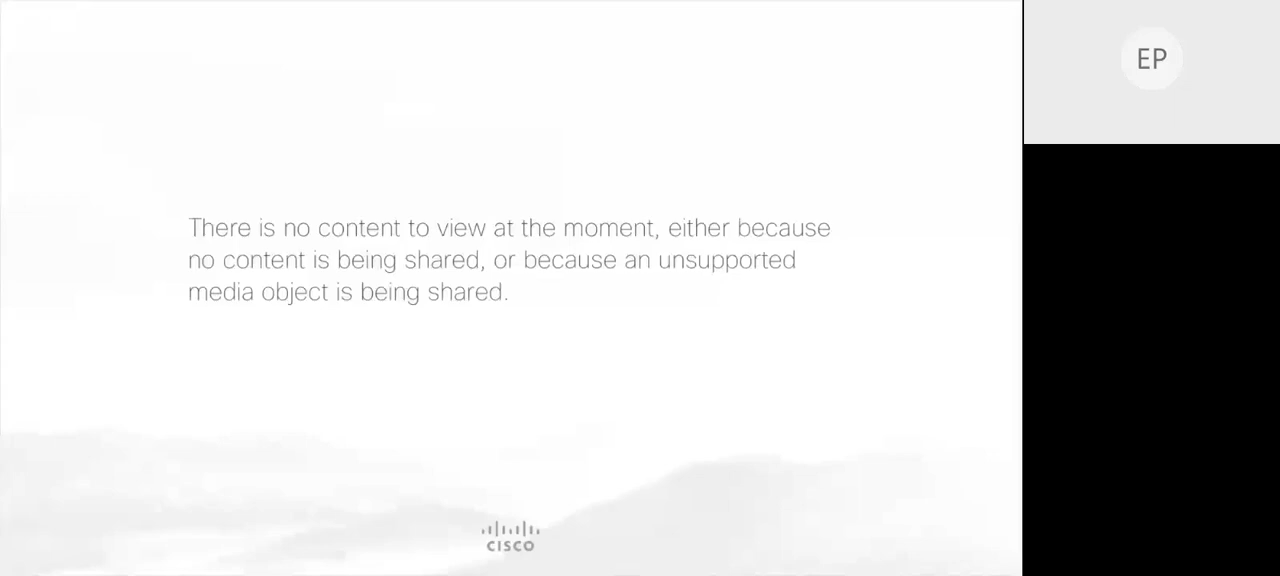 There is no content to view at the moment, either because
no content is being shared, or because an unsupported
media object is being shared.
EP
CISCO